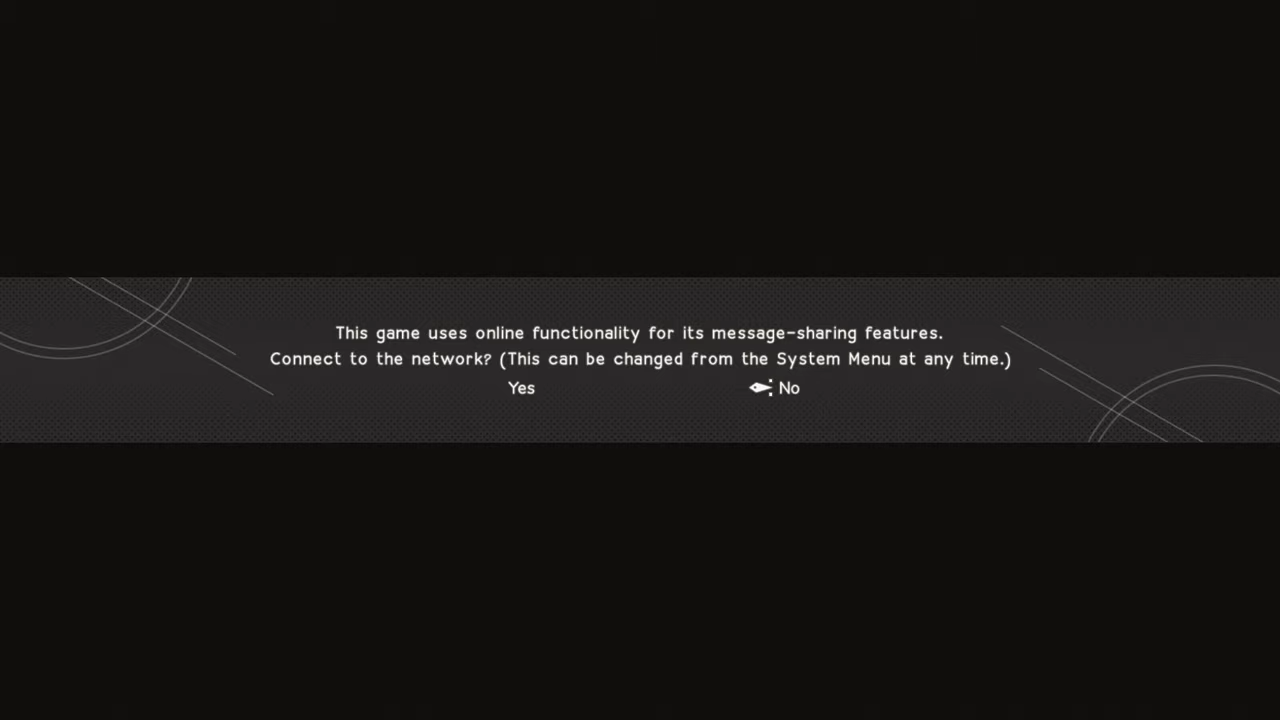 This game uses online functionality for its message-sharing features.
Connect to the network? (This can be changed from the System Menu at any time.)
Yes No